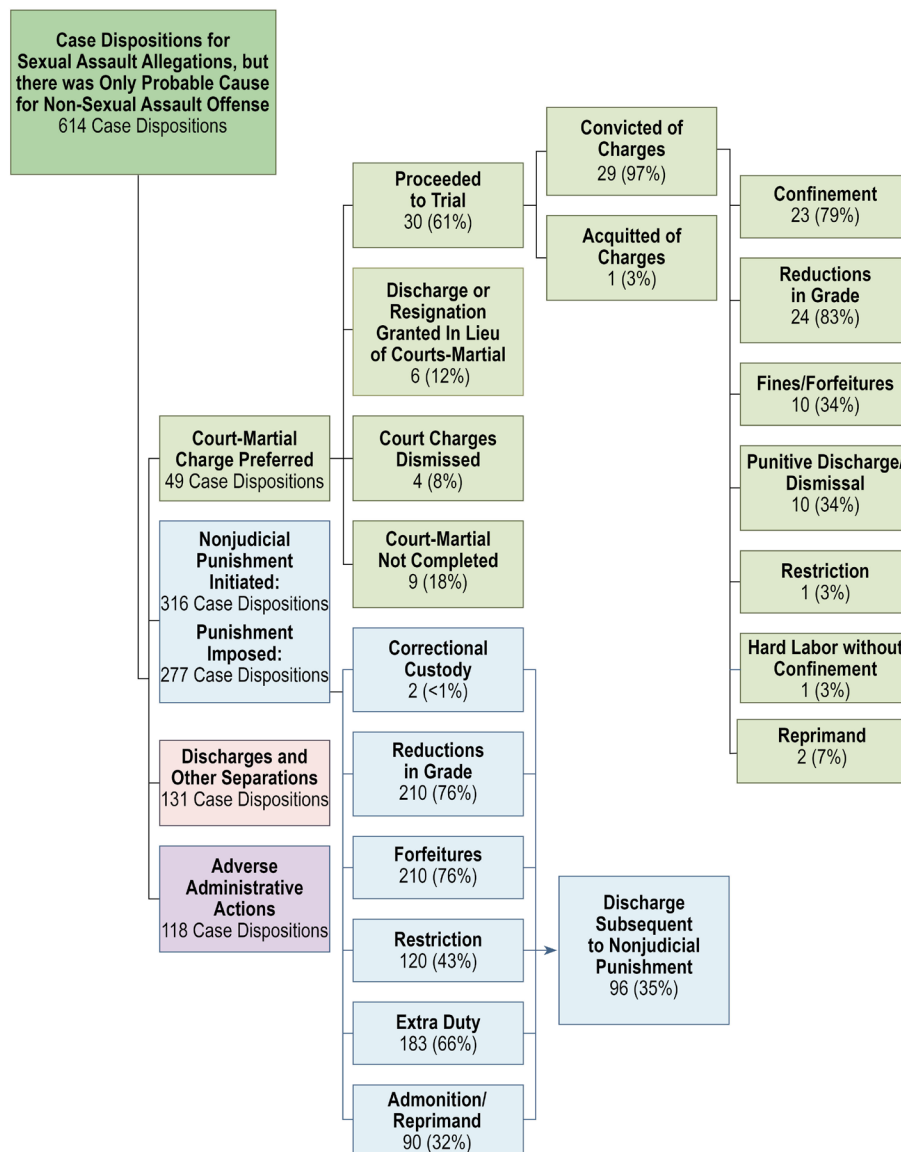 Case Dispositions for
Sexual Assault Allegations, but
there was Only Probable Cause
for Non-Sexual Assault Offense
614 Case Dispositions
Court-Martial
Charge Preferred
49 Case Dispositions
Nonjudicial
Punishment
Initiated:
316 Case Dispositions
Punishment
Imposed:
277 Case Dispositions
Discharges and
Other Separations
131 Case Dispositions
Adverse
Administrative
Actions
118 Case Dispositions
Proceeded
to Trial
30 (61%)
Discharge or
Resignation
Granted In Lieu
of Courts-Martial
6 (12%)
Court Charges
Dismissed
4 (8%)
Court-Martial
Not Completed
9 (18%)
Correctional
Custody
2 (<1%)
Reductions
in Grade
210 (76%)
Forfeitures
210 (76%)
Restriction
120 (43%)
Extra Duty
183 (66%)
Admonition/
Reprimand
90 (32%)
Convicted of
Charges
29 (97%)
Acquitted of
Charges
1 (3%)
Discharge
Subsequent
to Nonjudicial
Punishment
96 (35%)
Confinement
23 (79%)
Reductions
in Grade
24 (83%)
Fines/Forfeitures
10 (34%)
Punitive Discharge/
Dismissal
10 (34%)
Restriction
1 (3%)
Hard Labor without
Confinement
1 (3%)
Reprimand
2 (7%)